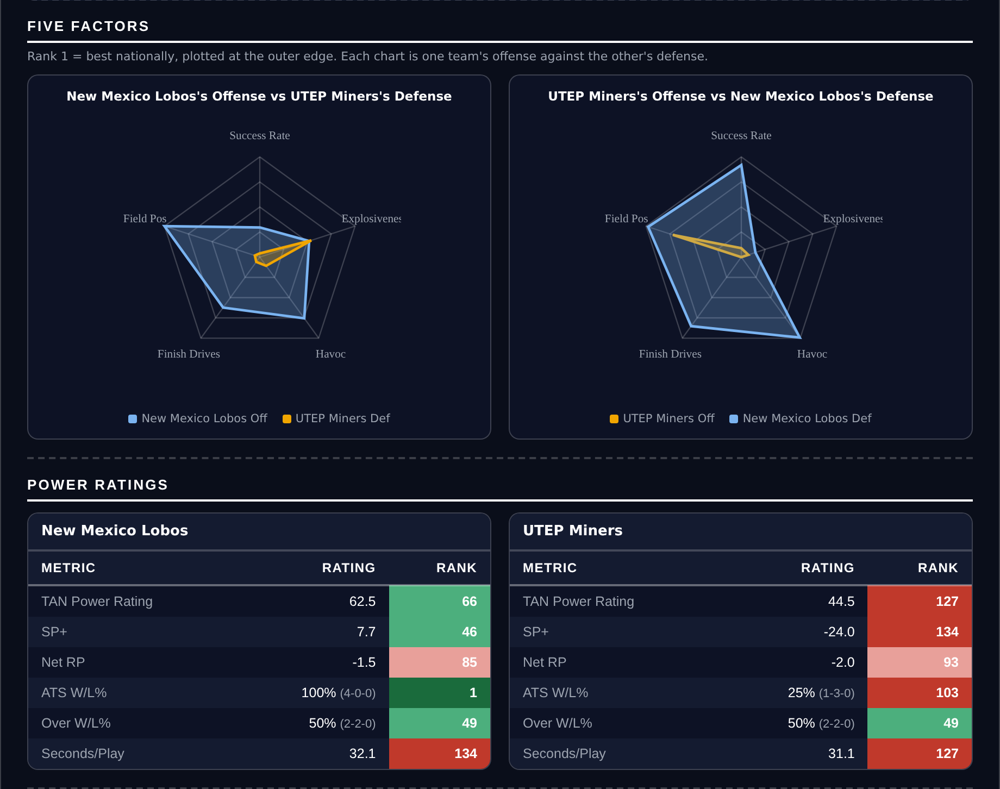 FIVE FACTORS
Rank 1 = best nationally, plotted at the outer edge. Each chart is one team's offense against the other's defense.
New Mexico Lobos's Offense vs UTEP Miners's Defense
Success Rate
Field Pos
Explosivenes
Finish Drives
Havoc
New Mexico Lobos Off
UTEP Miners Def
UTEP Miners's Offense vs New Mexico Lobos's Defense
Success Rate
Field Pos
Explosivenes
Finish Drives
Havoc
UTEP Miners Off
New Mexico Lobos Def
POWER RATINGS
New Mexico Lobos
METRIC RATING RANK
TAN Power Rating 62.5 66
SP+ 7.7 46
Net RP -1.5 85
ATS W/L% 100% (4-0-0) 1
Over W/L% 50% (2-2-0) 49
Seconds/Play 32.1 134
UTEP Miners
METRIC RATING RANK
TAN Power Rating 44.5 127
SP+ -24.0 134
Net RP -2.0 93
ATS W/L% 25% (1-3-0) 103
Over W/L% 50% (2-2-0) 49
Seconds/Play 31.1 127